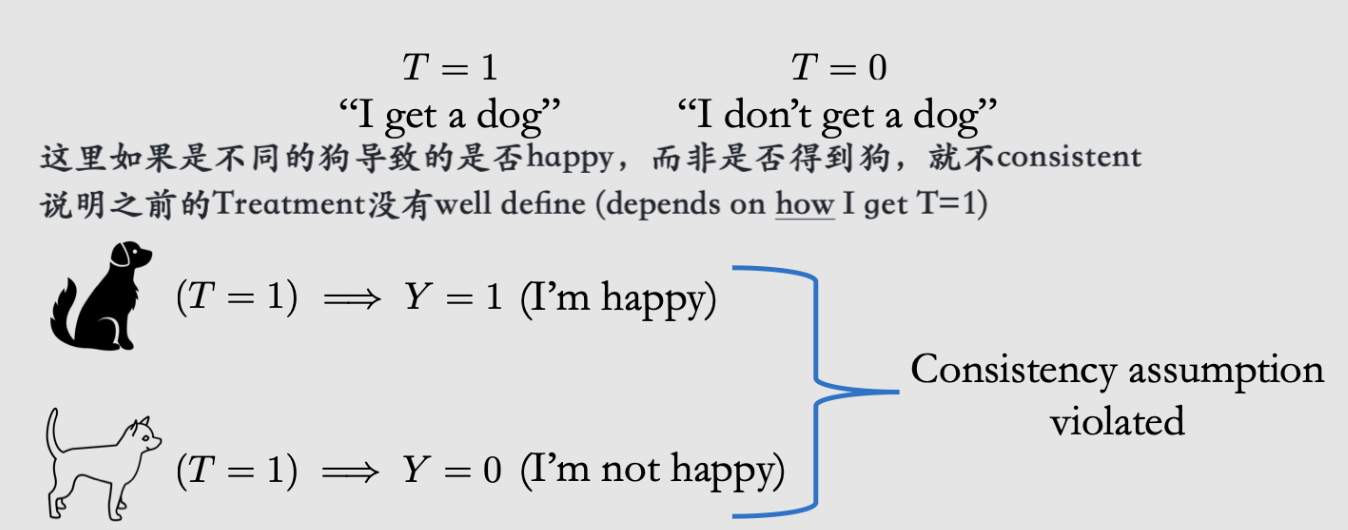 T = 1 T = 0
“I get a dog” “I don’t get a dog”
这里如果是不同的狗导致的是否happy，而非是否得到狗，就不consistent
说明之前的Treatment没有well define (depends on how I get T=1)
(T = 1) ⟹ Y = 1 (I’m happy)
Consistency assumption
violated
(T = 1) ⟹ Y = 0 (I’m not happy)